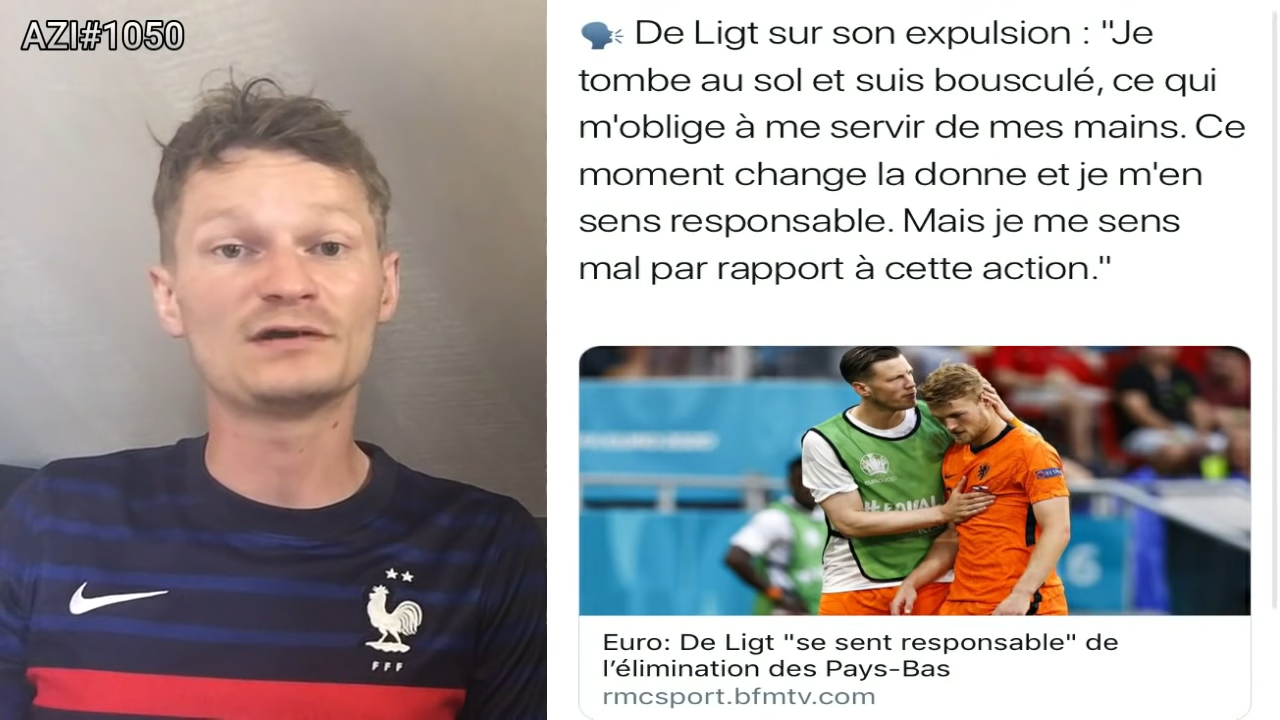 AZI#1050
De Ligt sur son expulsion : "Je
tombe au sol et suis bousculé, ce qui
m'oblige à me servir de mes mains. Ce
moment change la donne et je m'en
sens responsable. Mais je me sens
mal par rapport à cette action."
FFF
6
Euro: De Ligt "se sent responsable" de
l'élimination des Pays-Bas
rmcsport.bfmtv.com